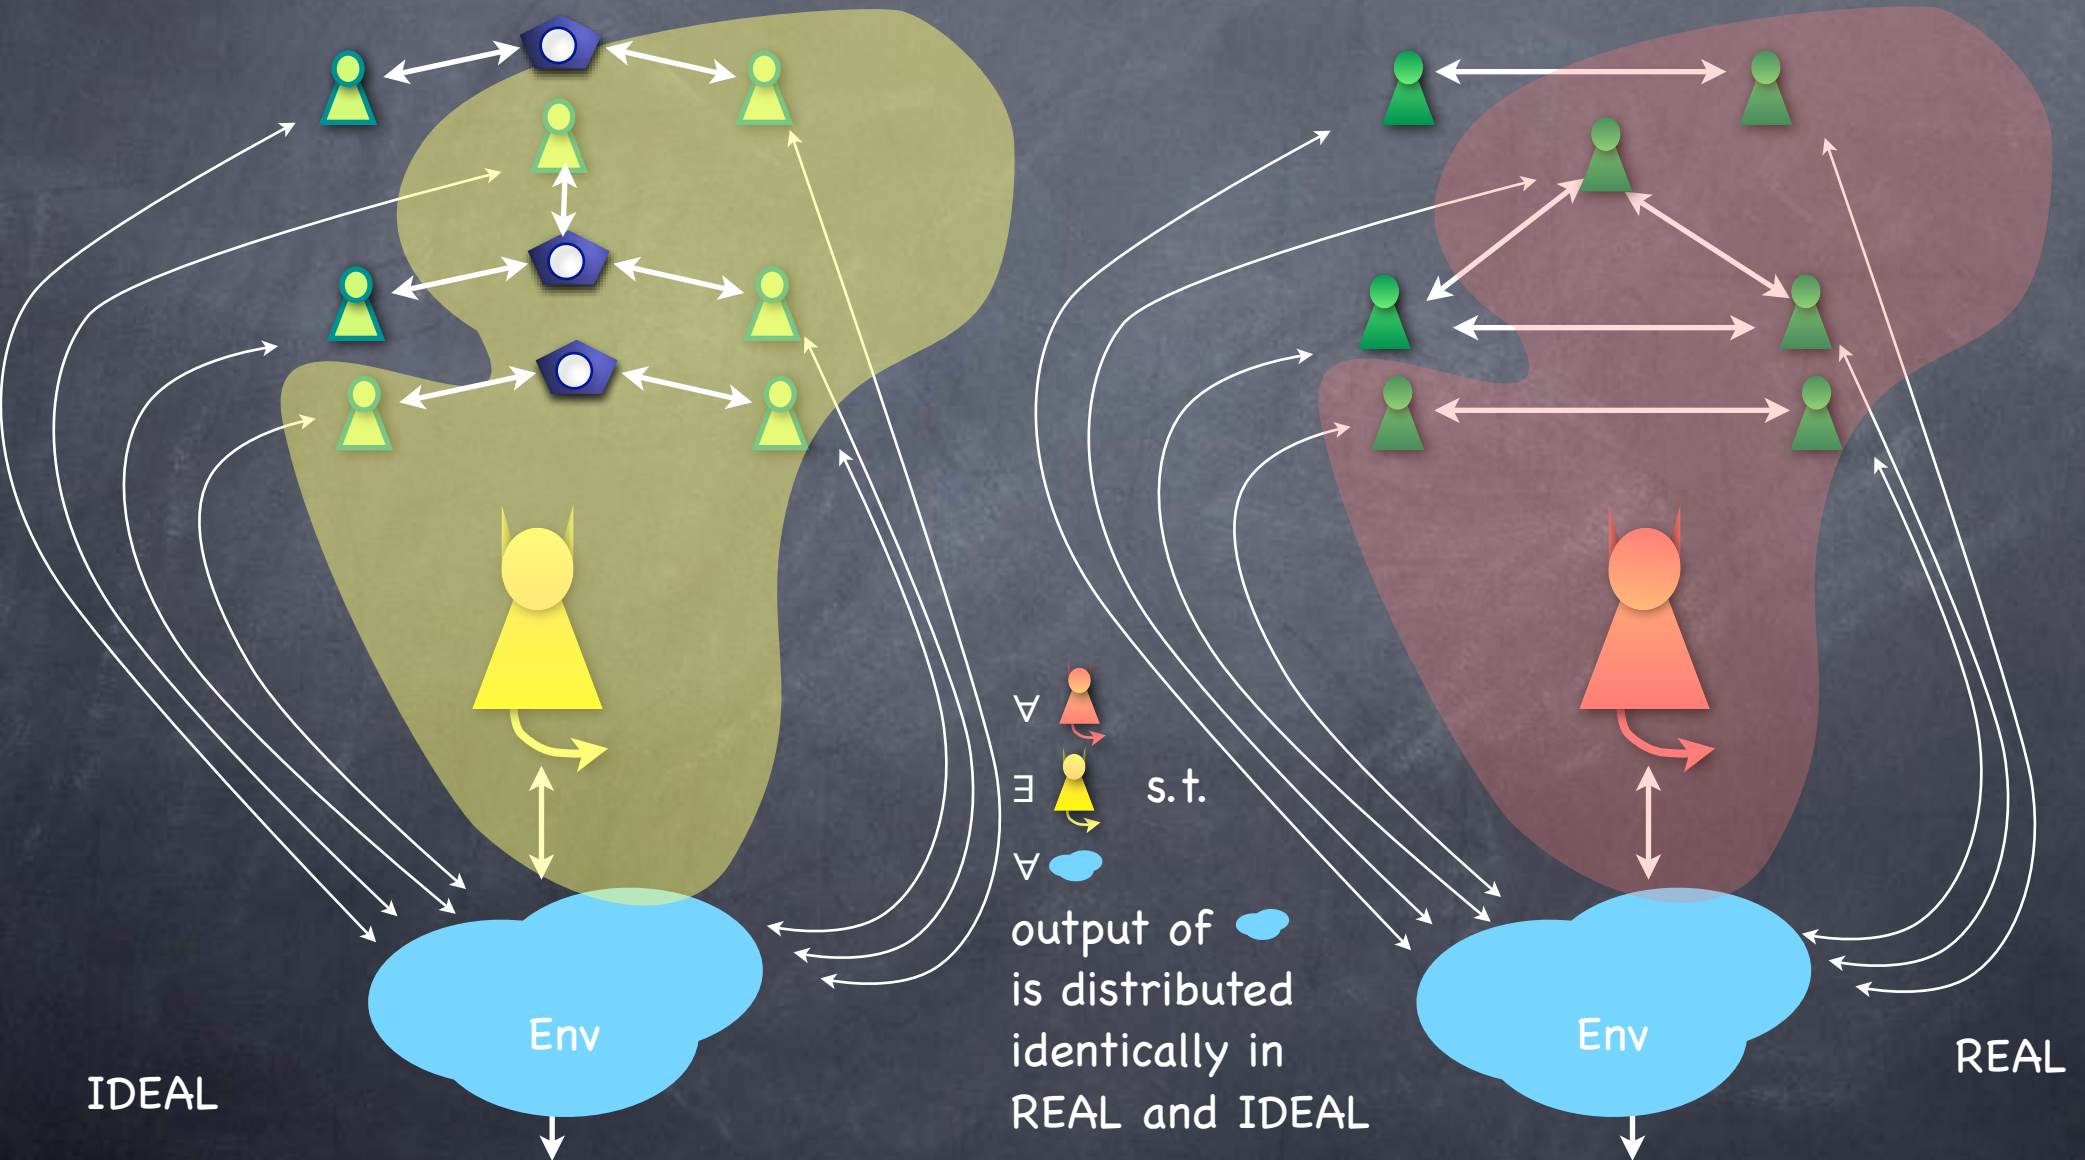 ∀
∃ s.t.
∀
output of
is distributed
identically in
REAL and IDEAL
Env
Env
IDEAL
REAL